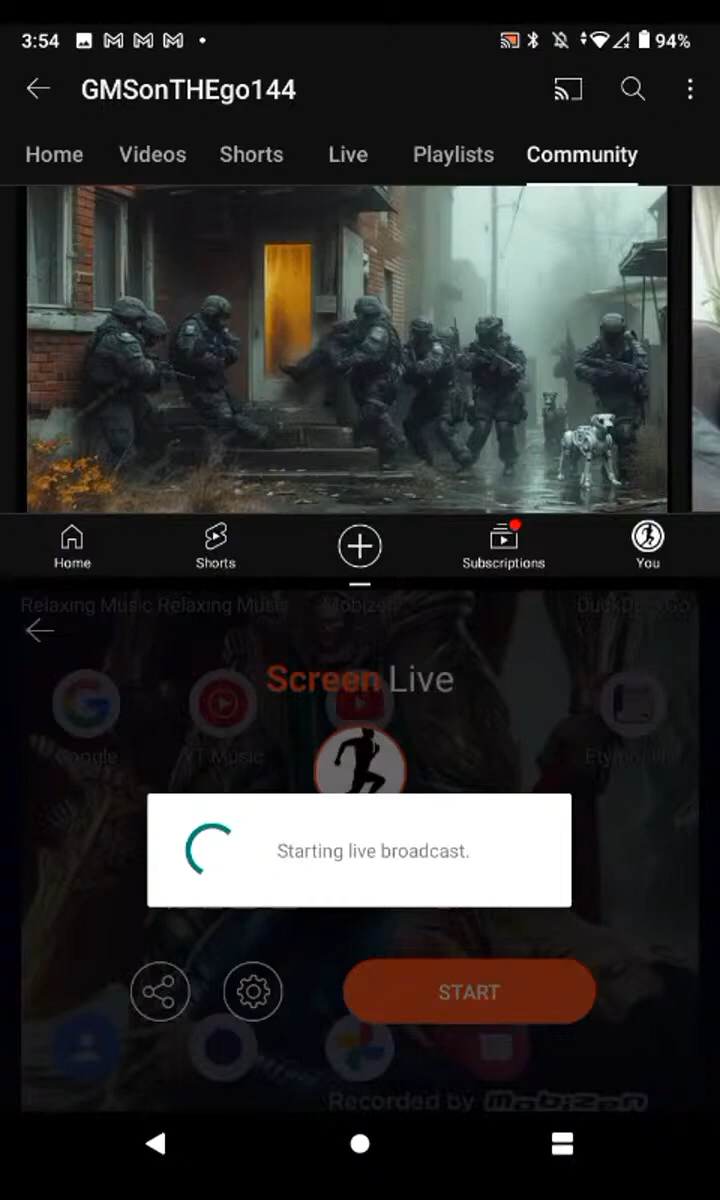 3:54
94%
GMSonTHEgo144
Home Videos Shorts Live Playlists Community
Home Shorts Subscriptions You
Relaxing Music Relaxing Music Mobizen DuckDuckGo
Screen Live
Google YT Music
Starting live broadcast.
START
Recorded by Mobizen